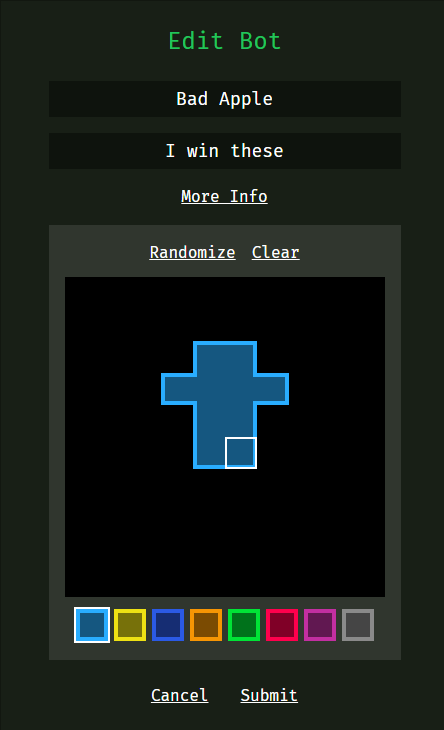 Edit Bot
Bad Apple
I win these
More Info
Randomize Clear
Cancel Submit